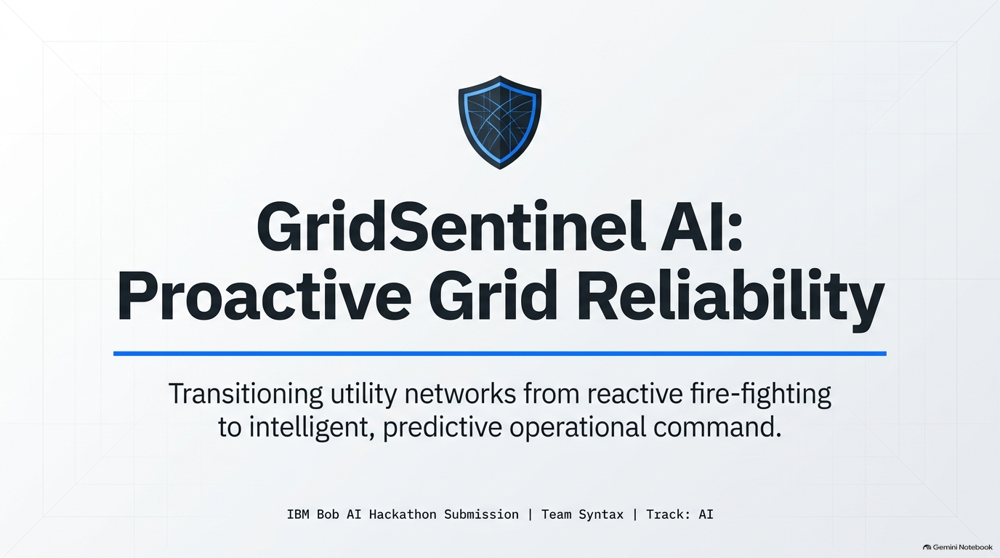 GridSentinel AI:
Proactive Grid Reliability
Transitioning utility networks from reactive fire-fighting
to intelligent, predictive operational command.
IBM Bob AI Hackathon Submission | Team Syntax | Track: AI
Gemini Notebook